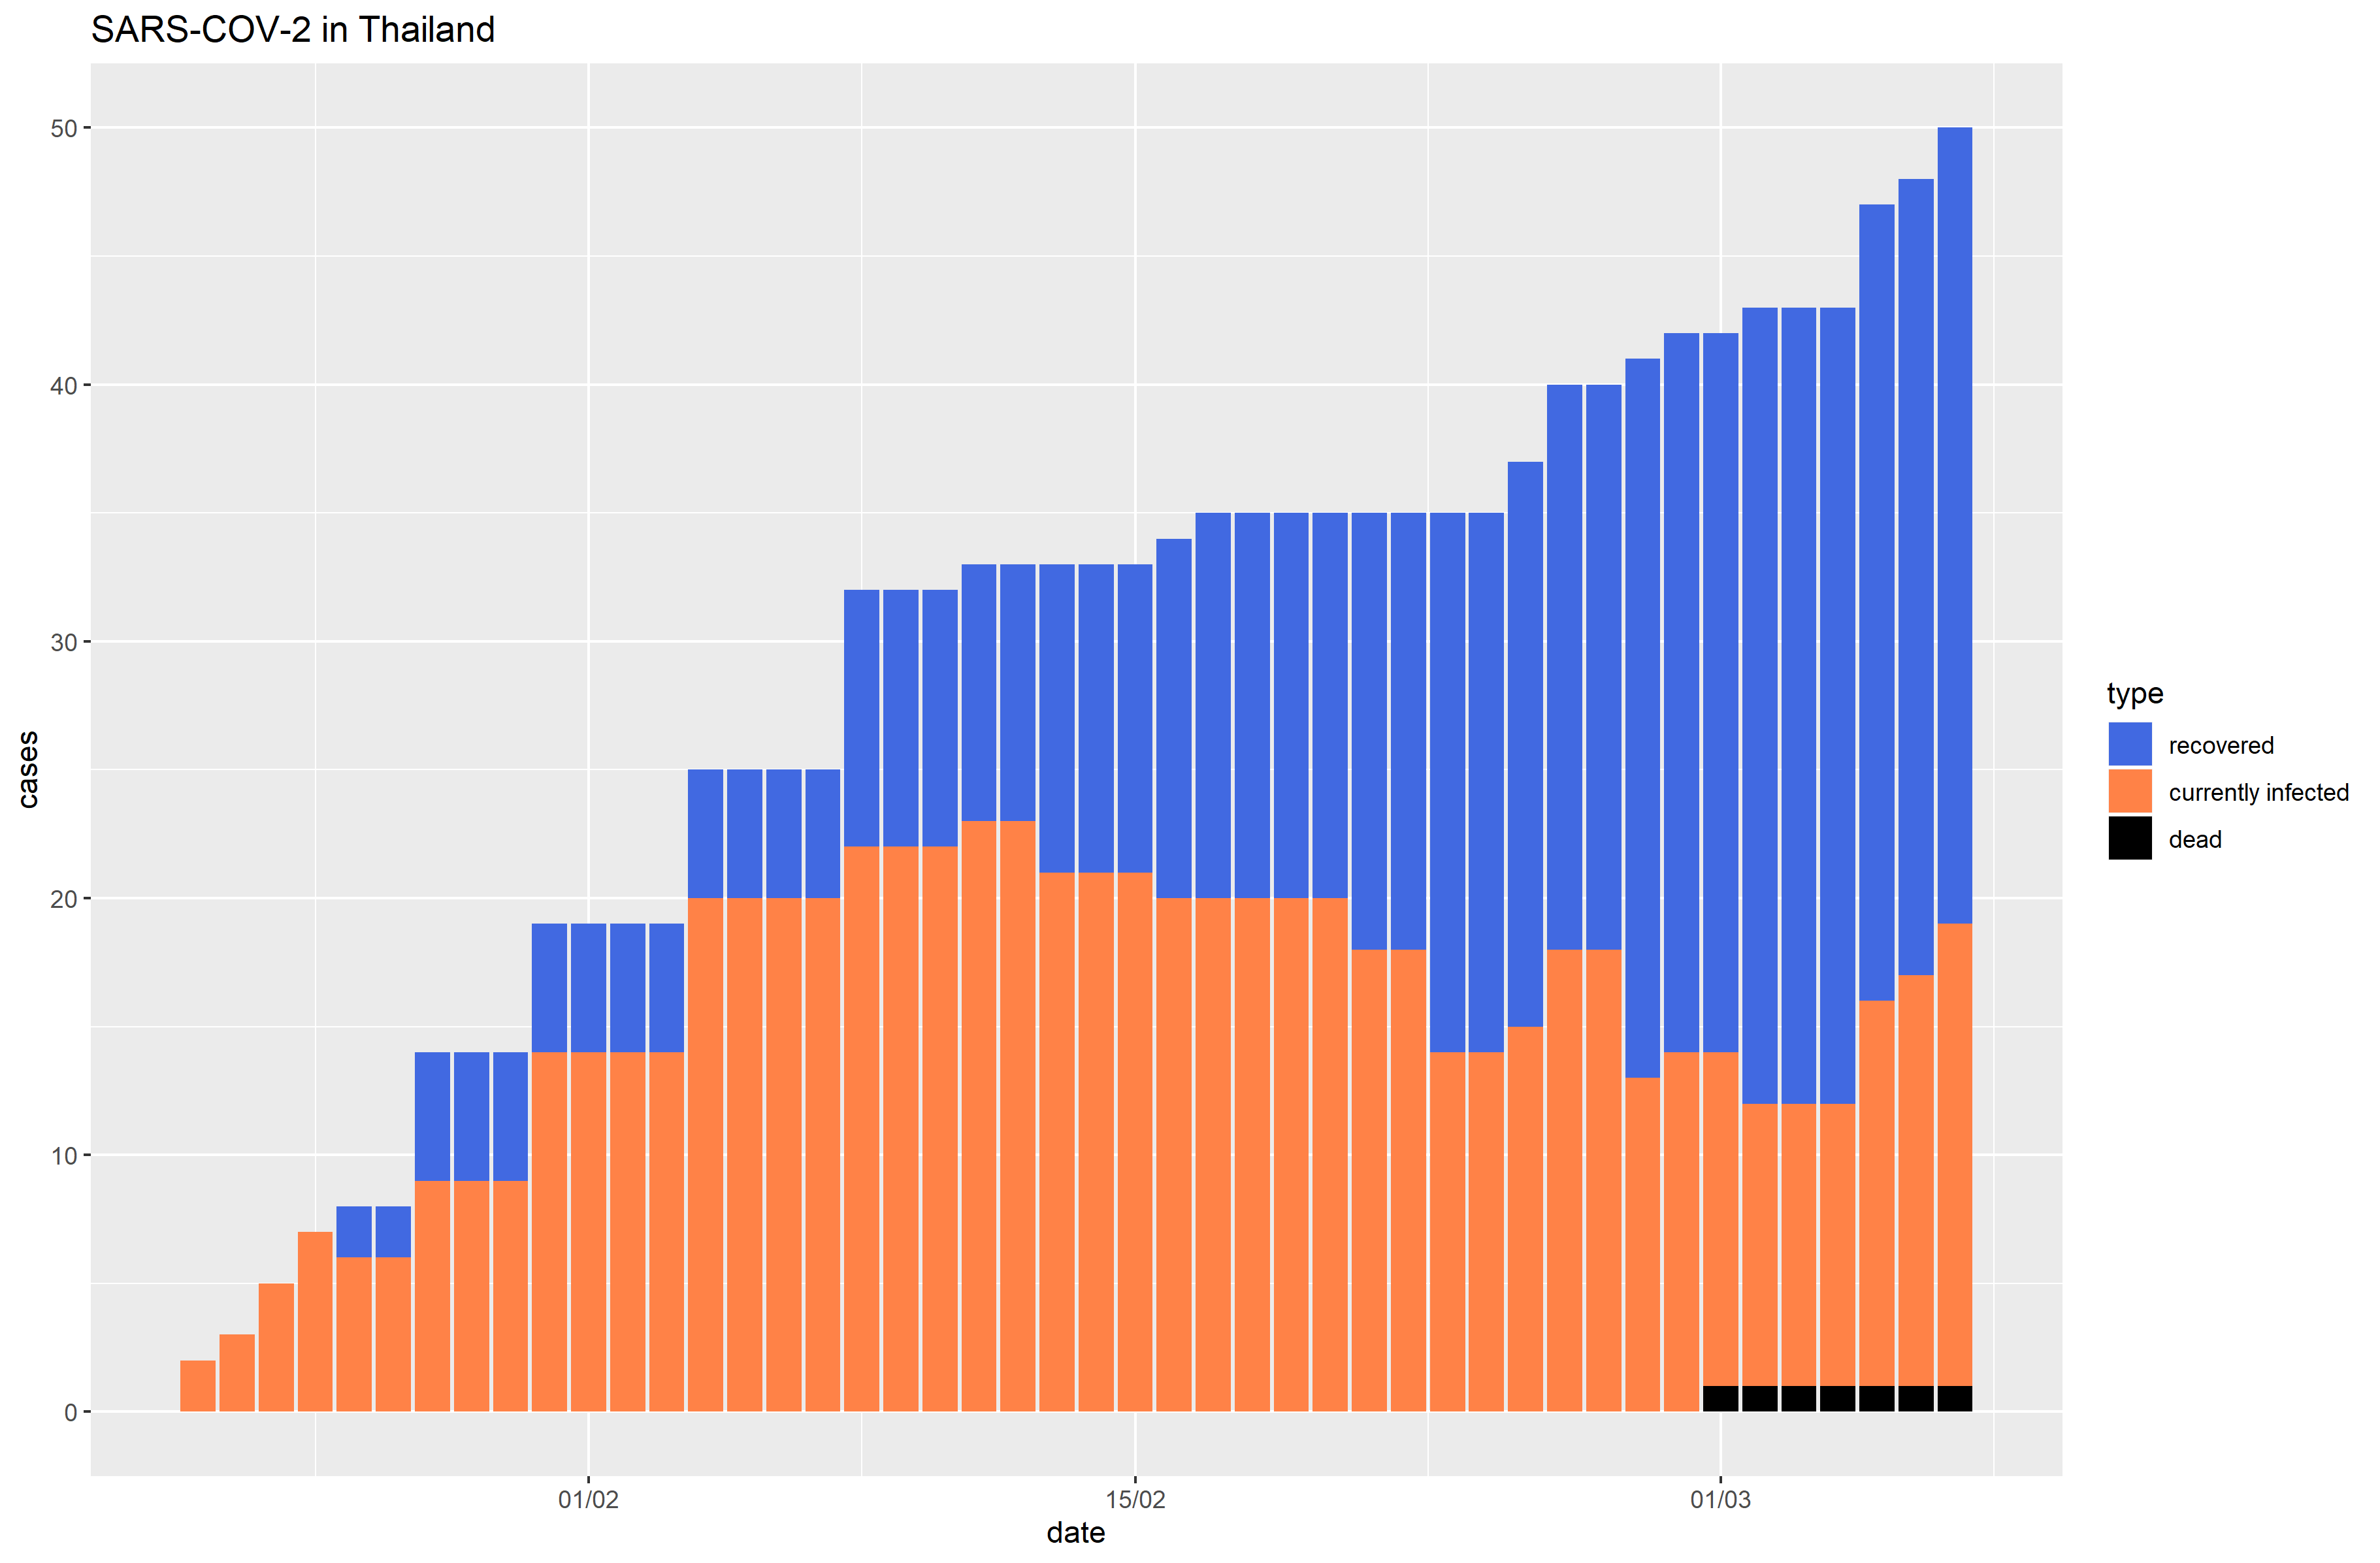 SARS-COV-2 in Thailand
50
40
30
20
10
0
cases
01/02
15/02
01/03
date
type
recovered
currently infected
dead